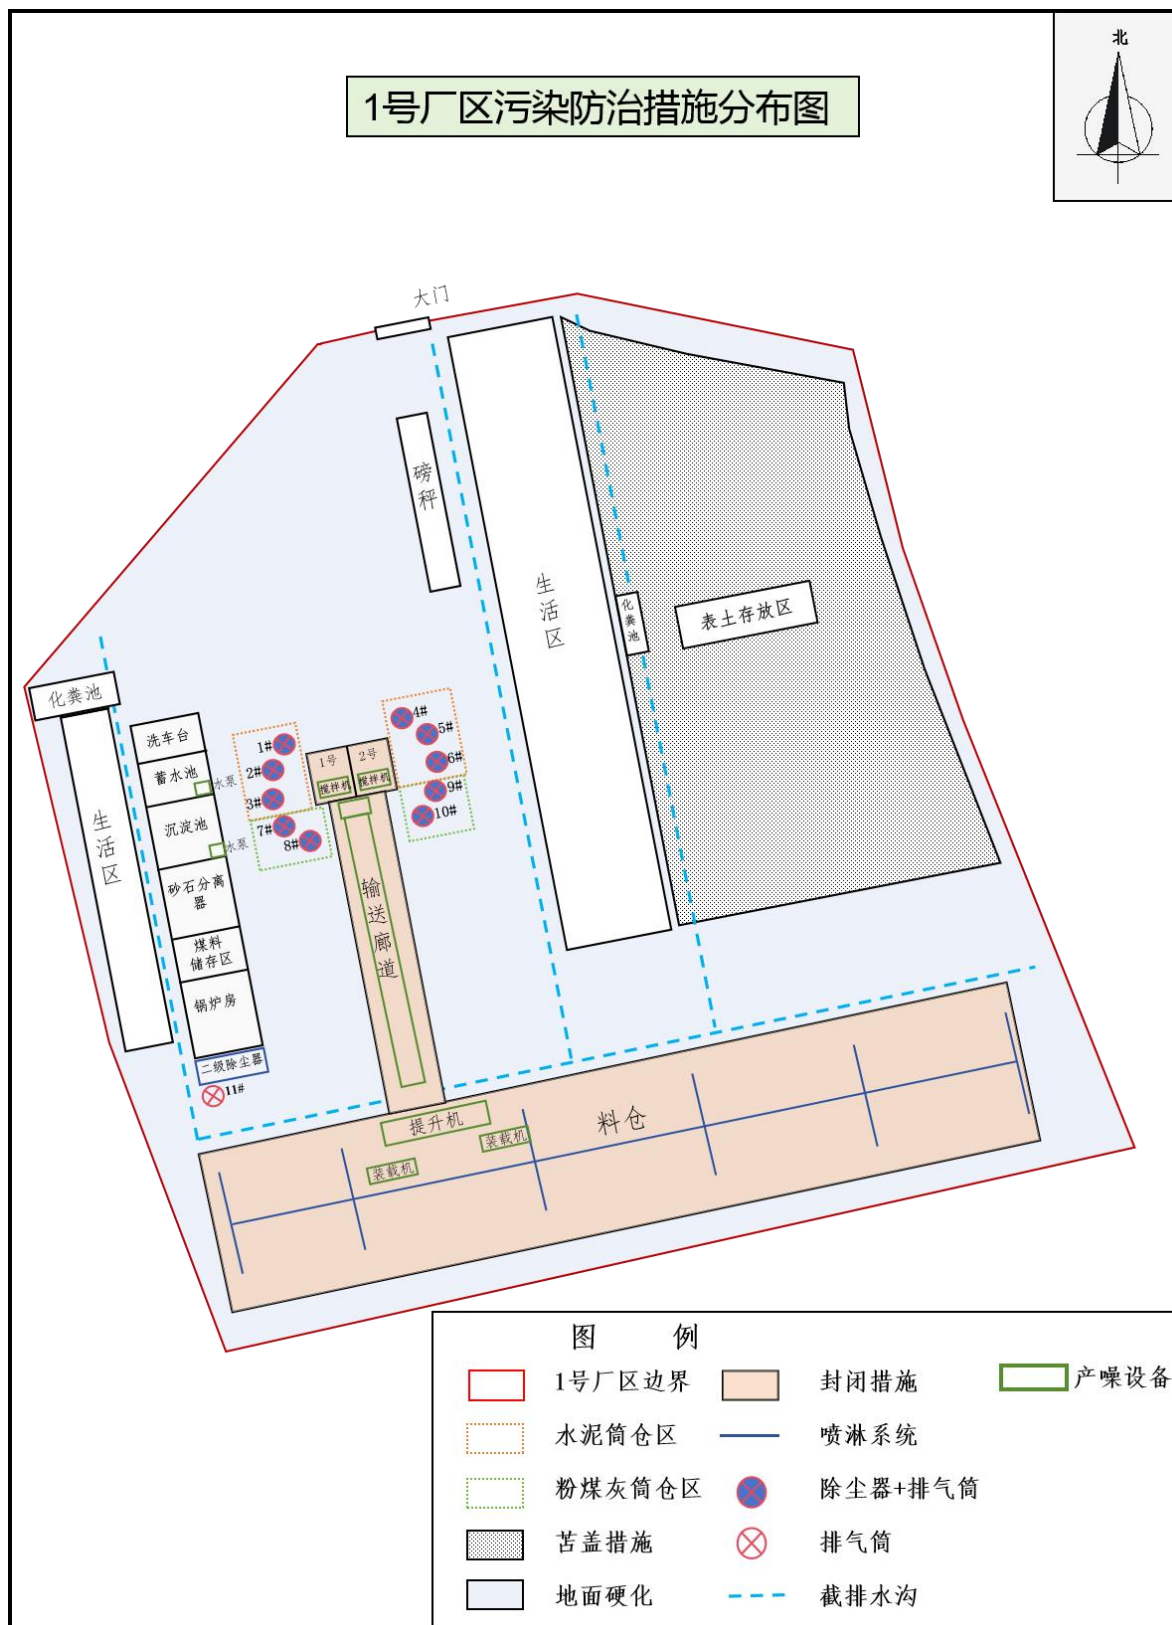 北
1号厂区污染防治措施分布图
大门
磅秤
生活区
化粪池
表土存放区
化粪池
生活区
洗车台
蓄水池
水泵
沉淀池
水泵
砂石分离
器
煤料
储存区
锅炉房
二级除尘器
11#
1#
2#
3#
7#
8#
4#
5#
6#
9#
10#
1号
2号
搅拌机
搅拌机
输送廊道
提升机
装载机
装载机
料仓
图 例
1号厂区边界
封闭措施
产噪设备
水泥筒仓区
喷淋系统
粉煤灰筒仓区
除尘器+排气筒
苫盖措施
排气筒
地面硬化
截排水沟